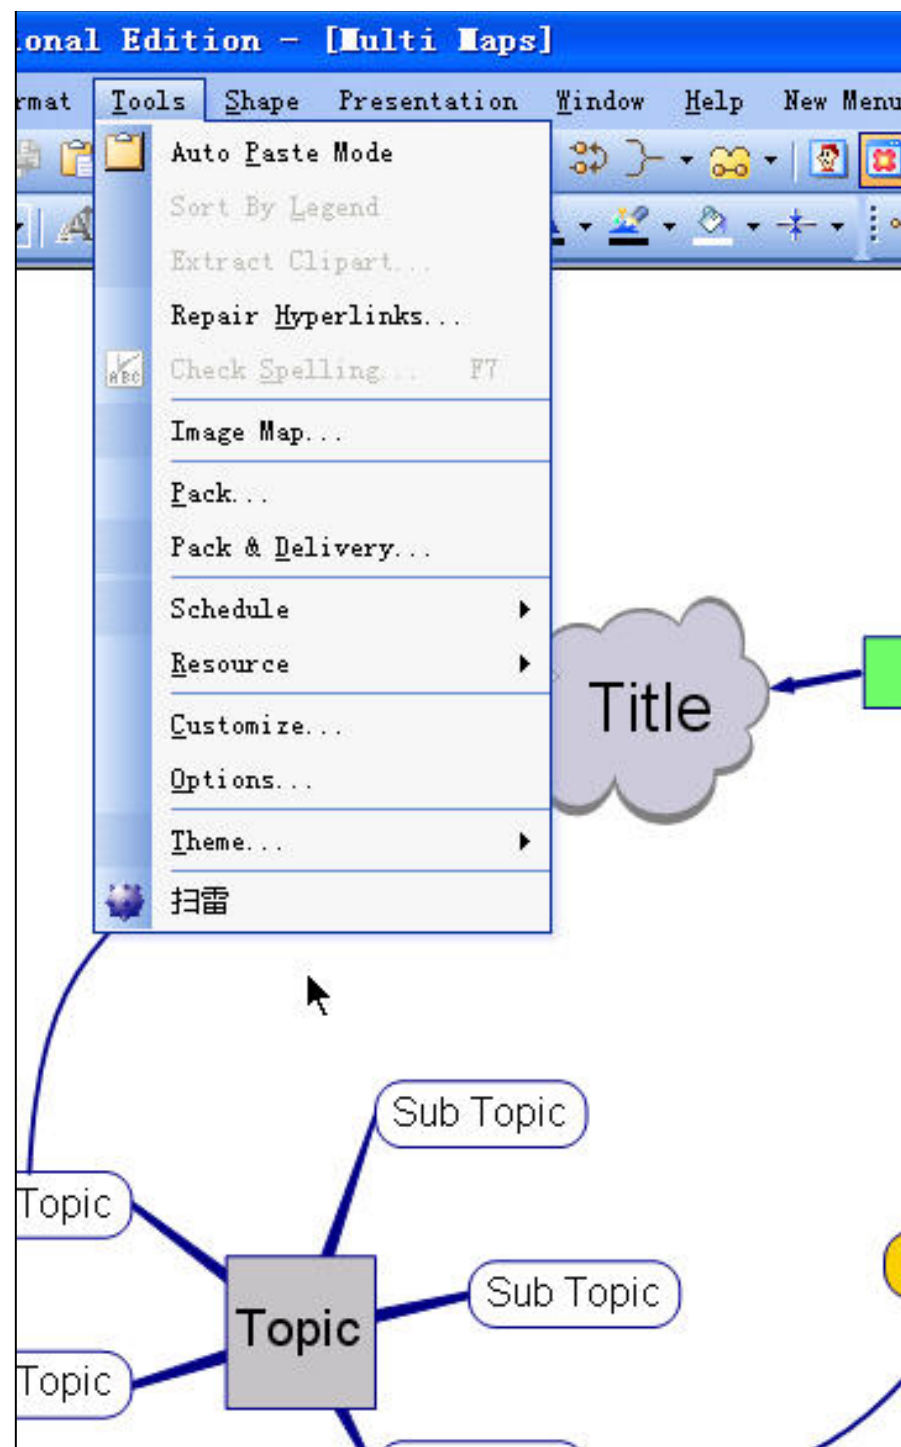 ional Edition - [Multi Maps]
rmat Tools Shape Presentation Window Help New Menu
Auto Paste Mode
Sort By Legend
Extract Clipart...
Repair Hyperlinks...
ABC Check Spelling... F7
Image Map...
Pack...
Pack & Delivery...
Schedule
Resource
Customize...
Options...
Theme...
扫雷
Title
Sub Topic
Topic
Sub Topic
Topic
Topic